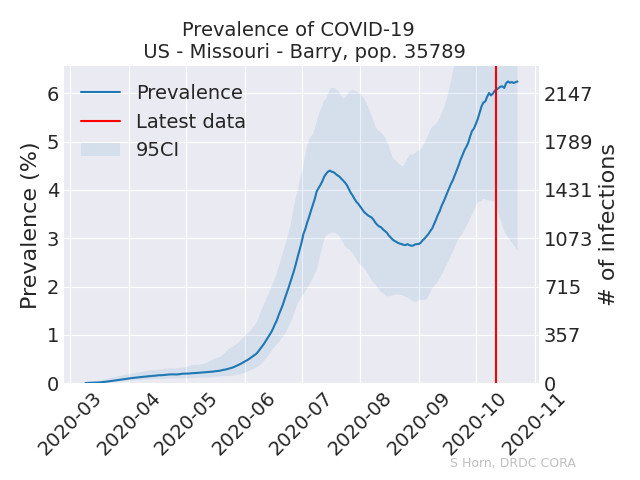 Prevalence of COVID-19
US - Missouri - Barry, pop. 35789
Prevalence
Latest data
95CI
Prevalence (%)
6
5
4
3
2
1
0
2147
1789
1431
1073
715
357
0
# of infections
2020-03
2020-04
2020-05
2020-06
2020-07
2020-08
2020-09
2020-10
2020-11
S Horn, DRDC CORA